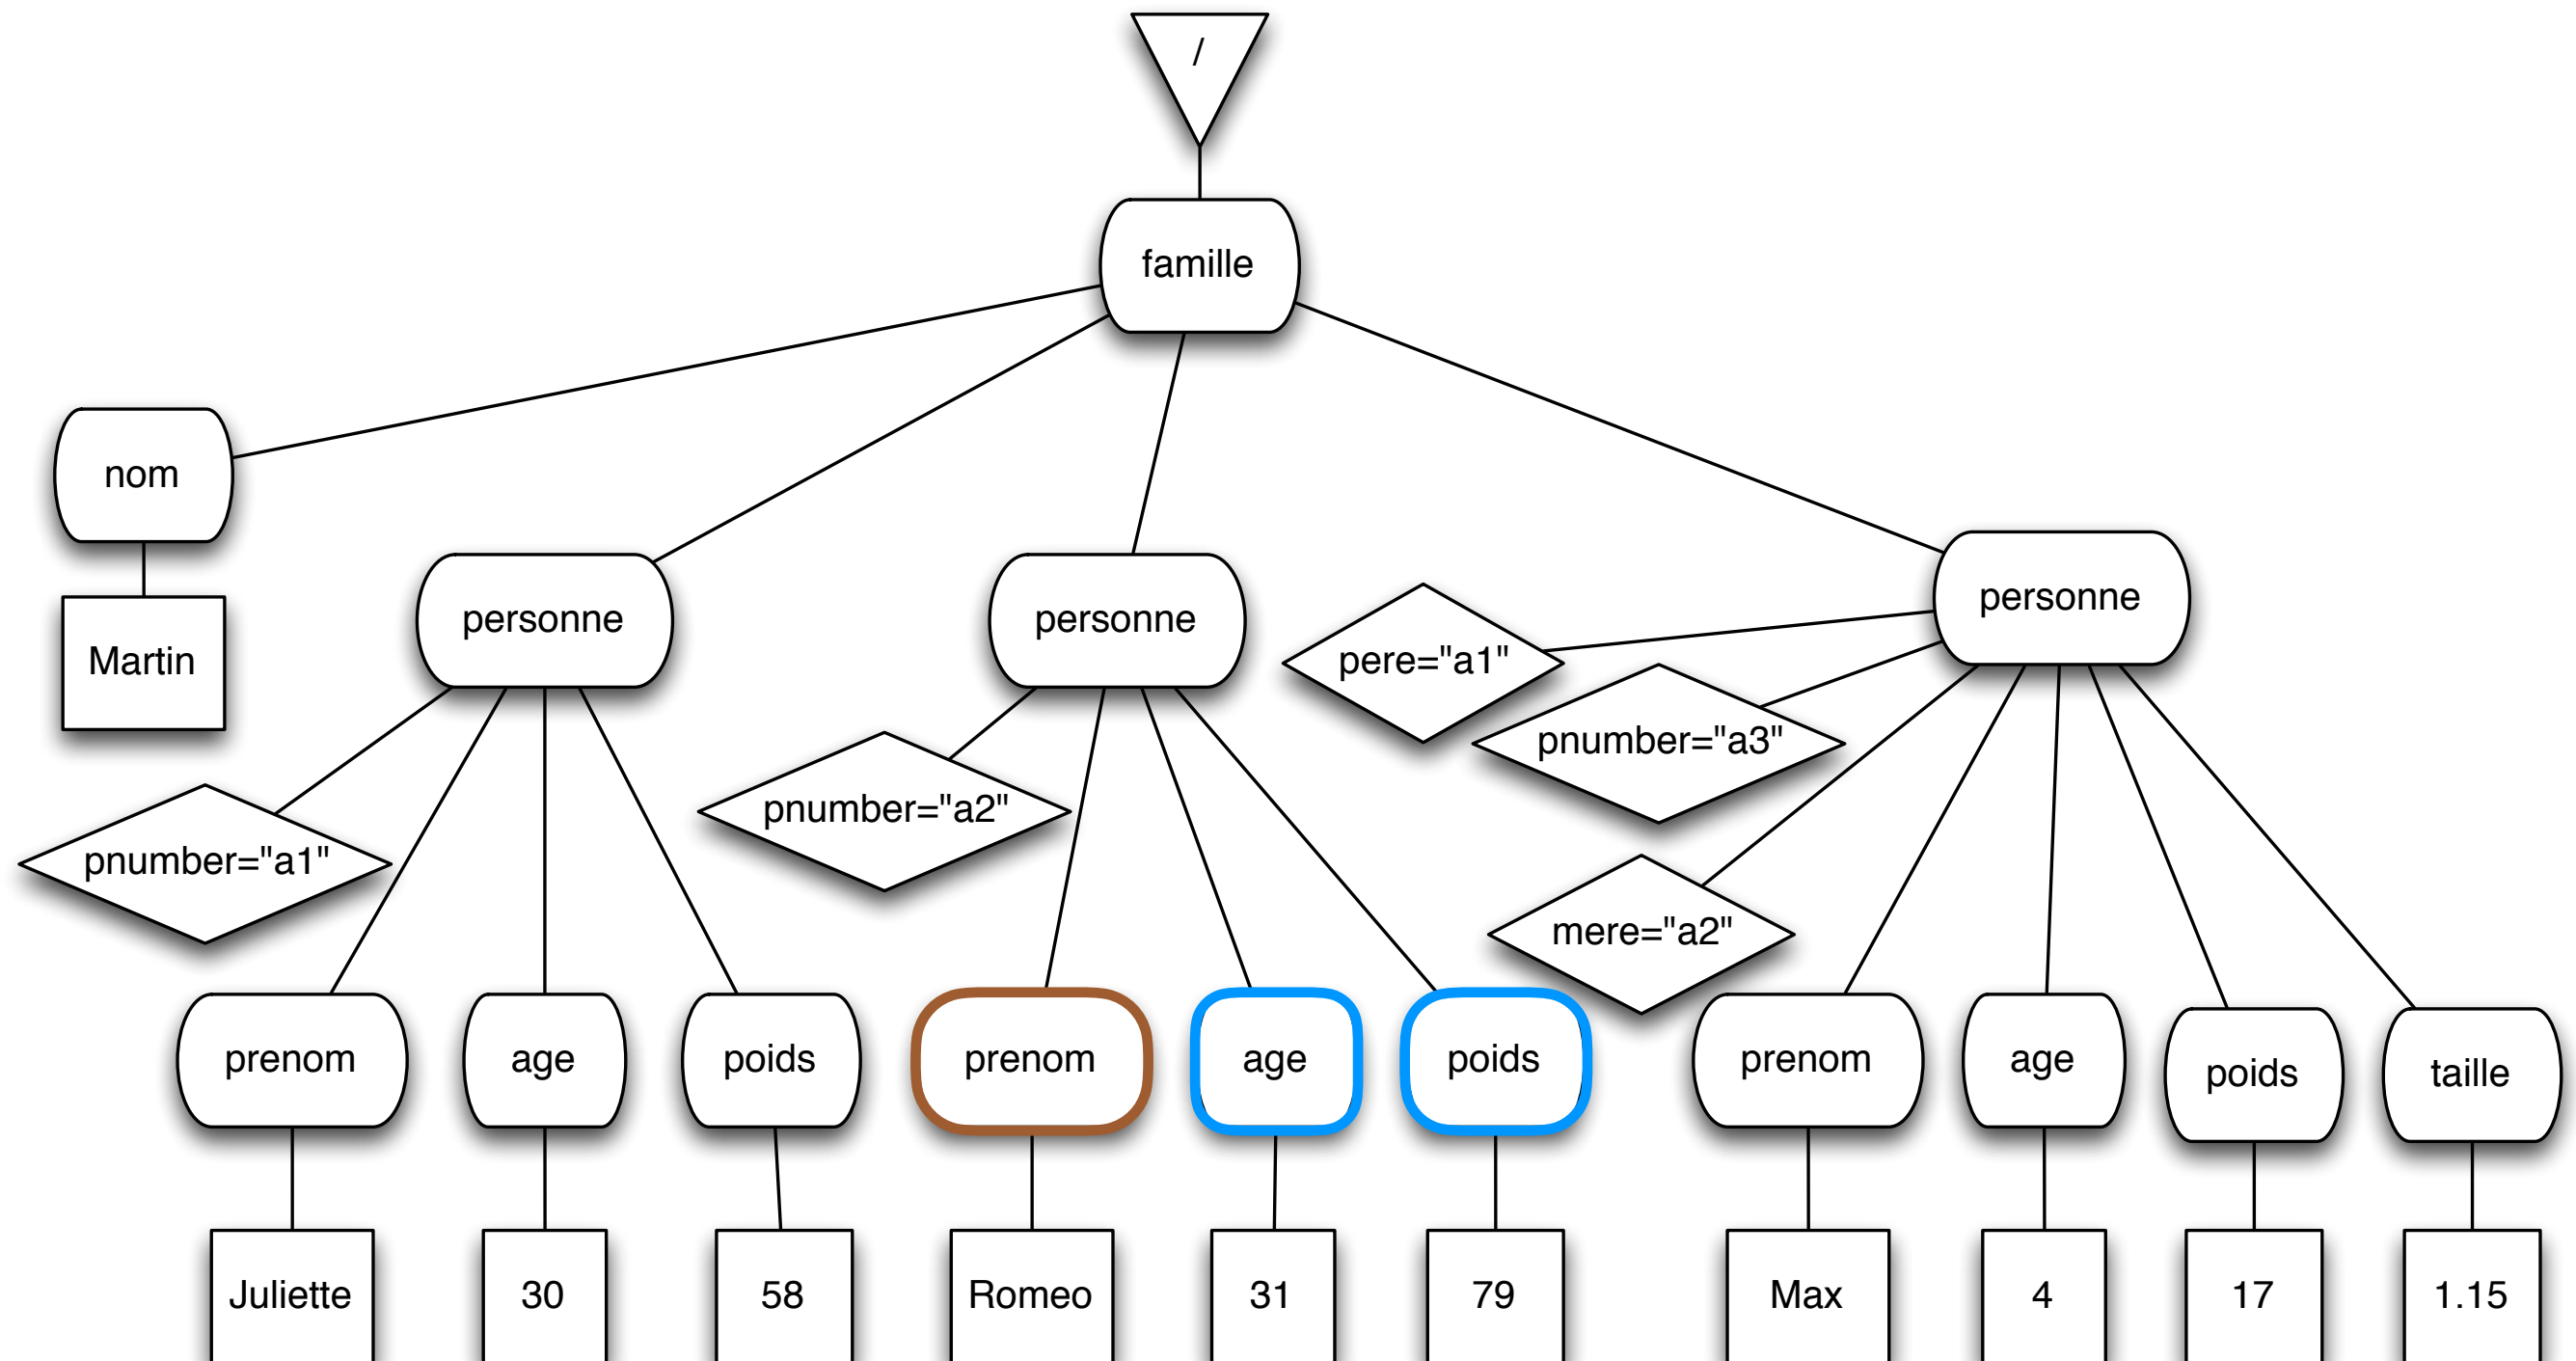 /
famille
nom
Martin
personne
personne
personne
pere="a1"
pnumber="a3"
pnumber="a2"
pnumber="a1"
mere="a2"
prenom
age
poids
prenom
age
poids
prenom
age
poids
taille
Juliette
30
58
Romeo
31
79
Max
4
17
1.15